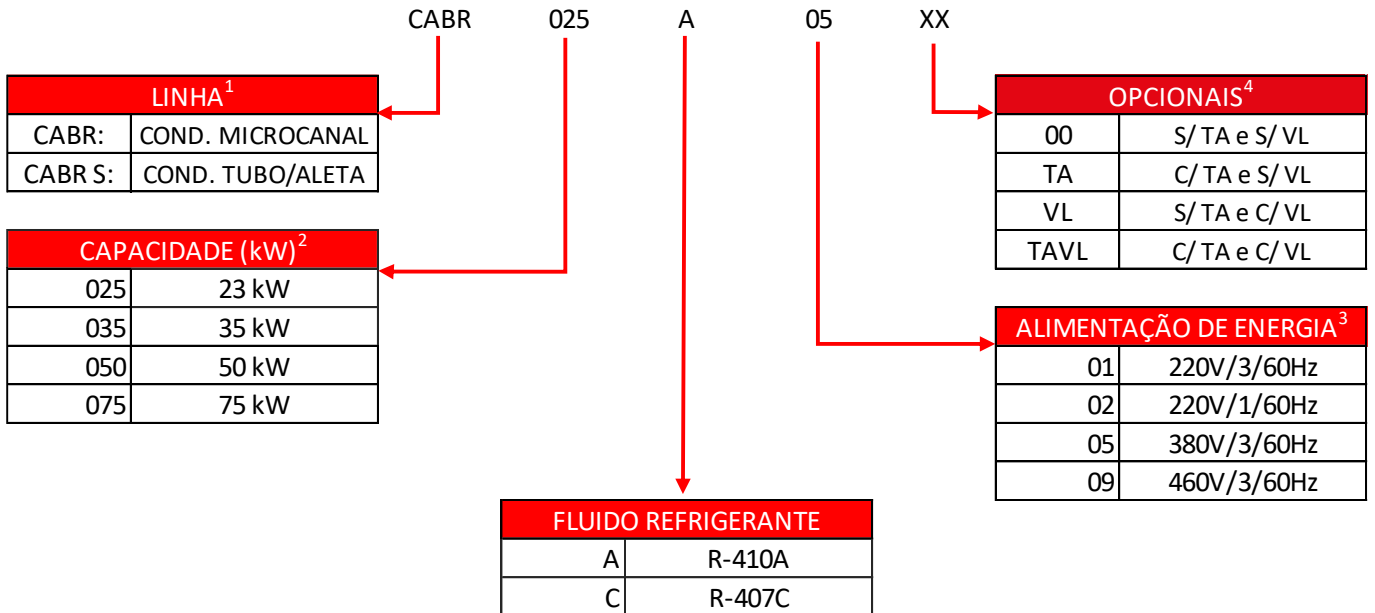 CABR 025 A 05 XX
LINHA¹
CABR: COND. MICROCANAL
CABR S: COND. TUBO/ALETA
CAPACIDADE (kW)²
025 23 kW
035 35 kW
050 50 kW
075 75 kW
OPCIONAIS⁴
00 S/ TA e S/ VL
TA C/ TA e S/ VL
VL S/ TA e C/ VL
TAVL C/ TA e C/ VL
ALIMENTAÇÃO DE ENERGIA³
01 220V/3/60Hz
02 220V/1/60Hz
05 380V/3/60Hz
09 460V/3/60Hz
FLUIDO REFRIGERANTE
A R-410A
C R-407C